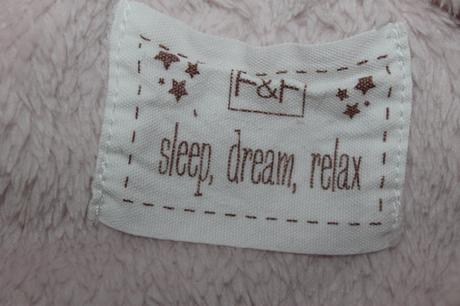 F&F
sleep, dream, relax